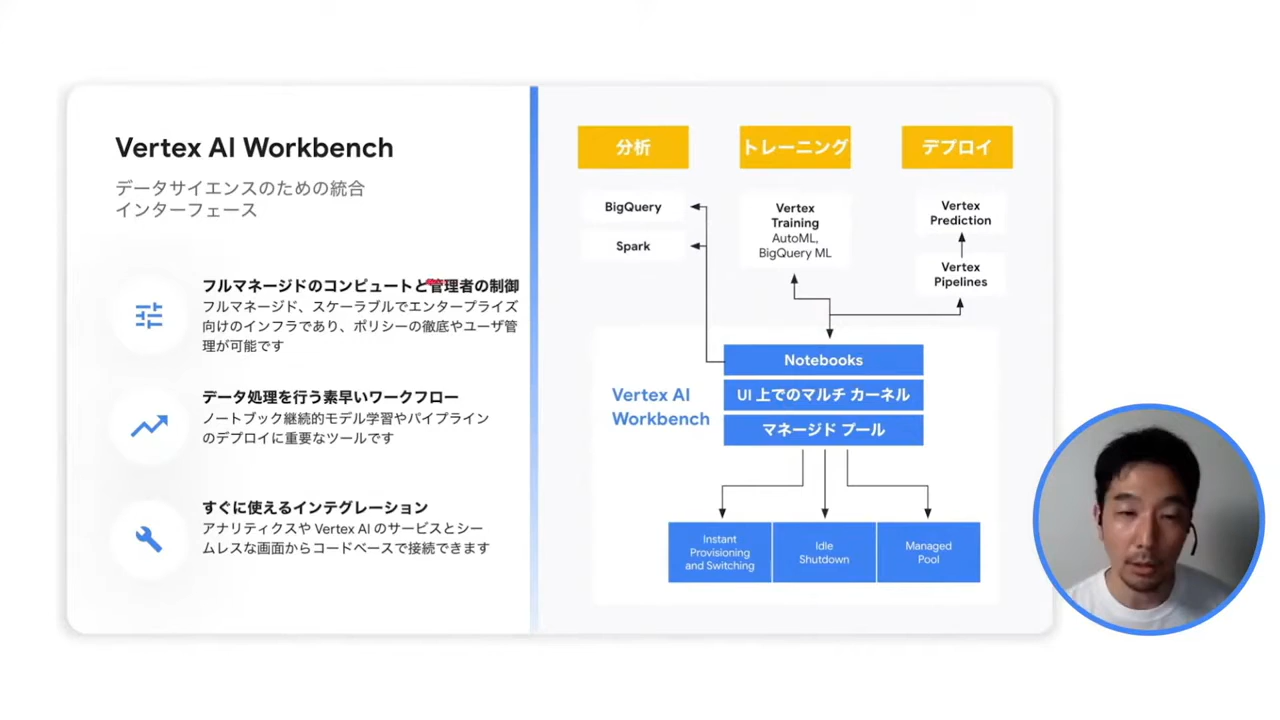 Vertex AI Workbench
データサイエンスのための統合
インターフェース
フルマネージドのコンピュートと管理者の制御
フルマネージド、スケーラブルでエンタープライズ
向けのインフラであり、ポリシーの徹底やユーザ管
理が可能です
データ処理を行う素早いワークフロー
ノートブック継続的モデル学習やパイプライン
のデプロイに重要なツールです
すぐに使えるインテグレーション
アナリティクスや Vertex AI のサービスとシー
ムレスな画面からコードベースで接続できます
分析
トレーニング
デプロイ
BigQuery
Spark
Vertex
Training
AutoML,
BigQuery ML
Vertex
Prediction
Vertex
Pipelines
Vertex AI
Workbench
Notebooks
UI 上でのマルチ カーネル
マネージド プール
Instant
Provisioning
and Switching
Idle
Shutdown
Managed
Pool